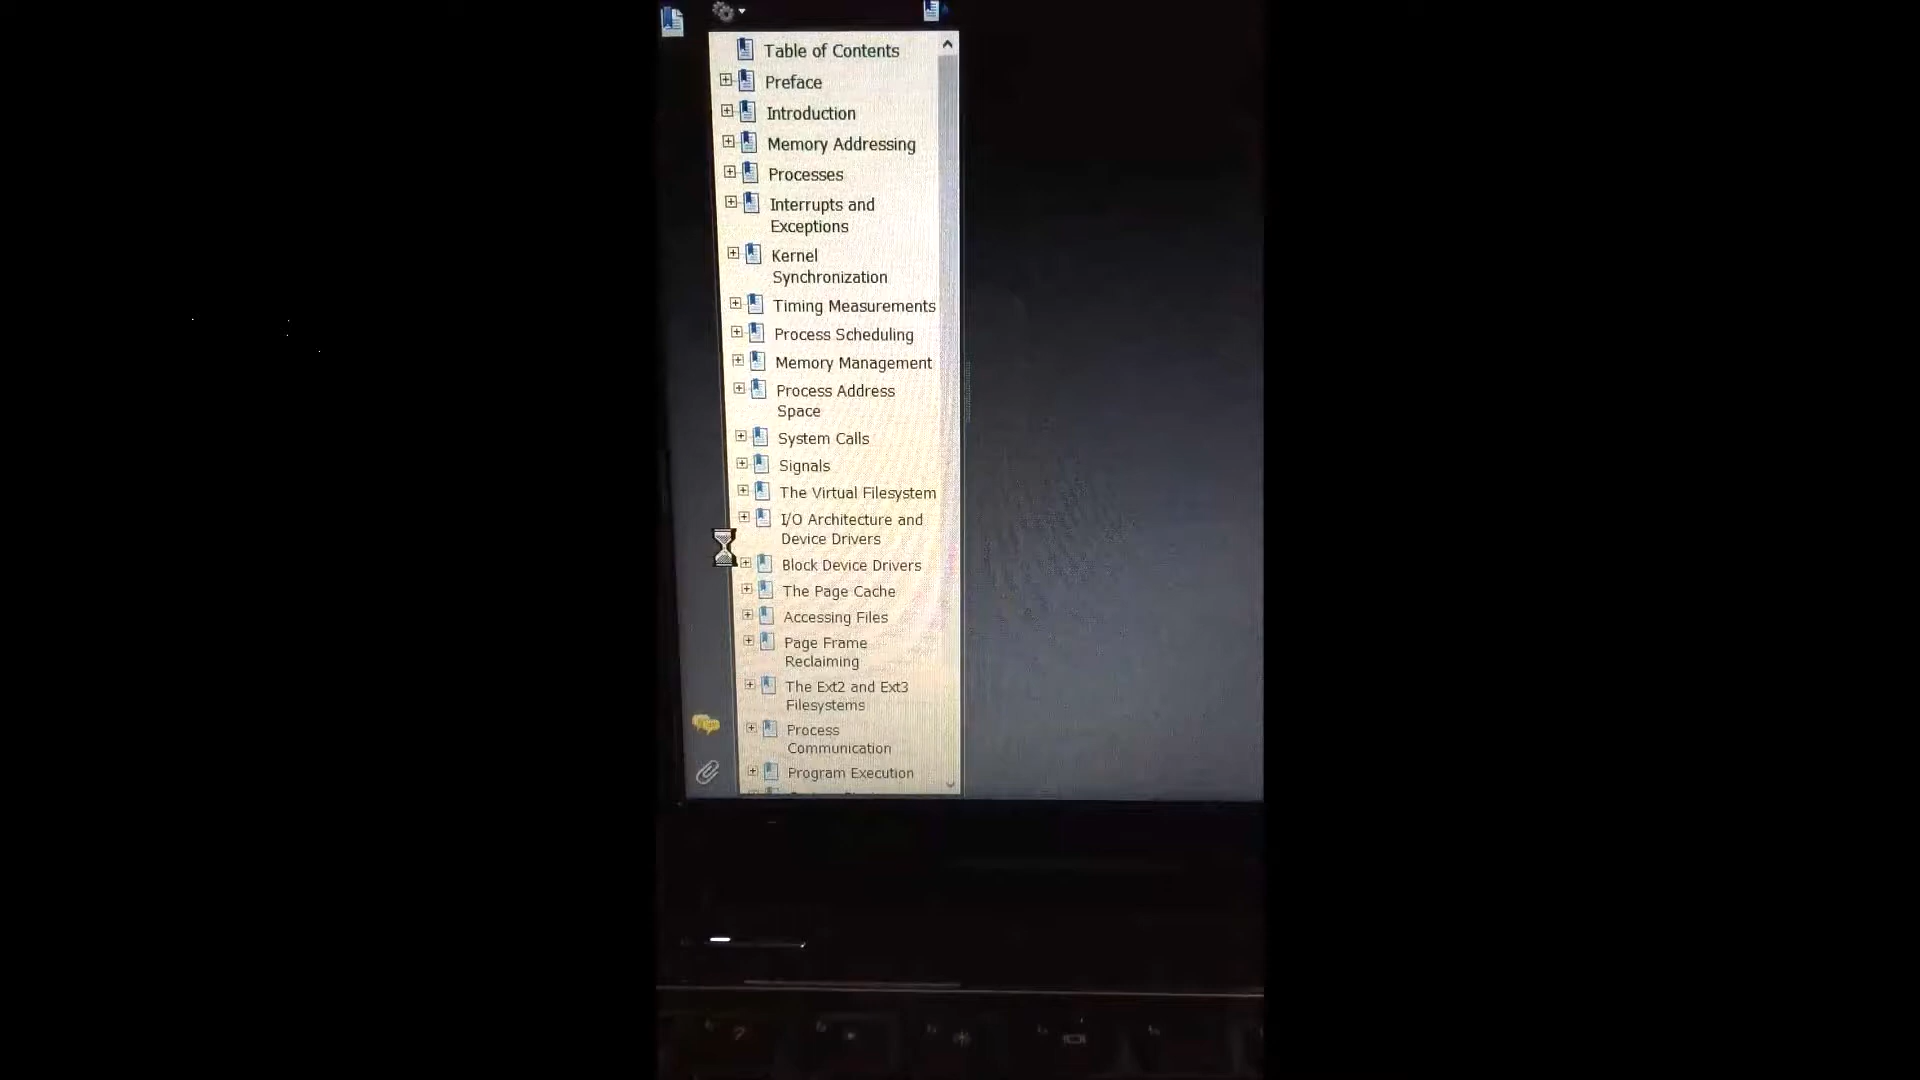 Table of Contents
Preface
Introduction
Memory Addressing
Processes
Interrupts and
Exceptions
Kernel
Synchronization
Timing Measurements
Process Scheduling
Memory Management
Process Address
Space
System Calls
Signals
The Virtual Filesystem
I/O Architecture and
Device Drivers
Block Device Drivers
The Page Cache
Accessing Files
Page Frame
Reclaiming
The Ext2 and Ext3
Filesystems
Process
Communication
Program Execution